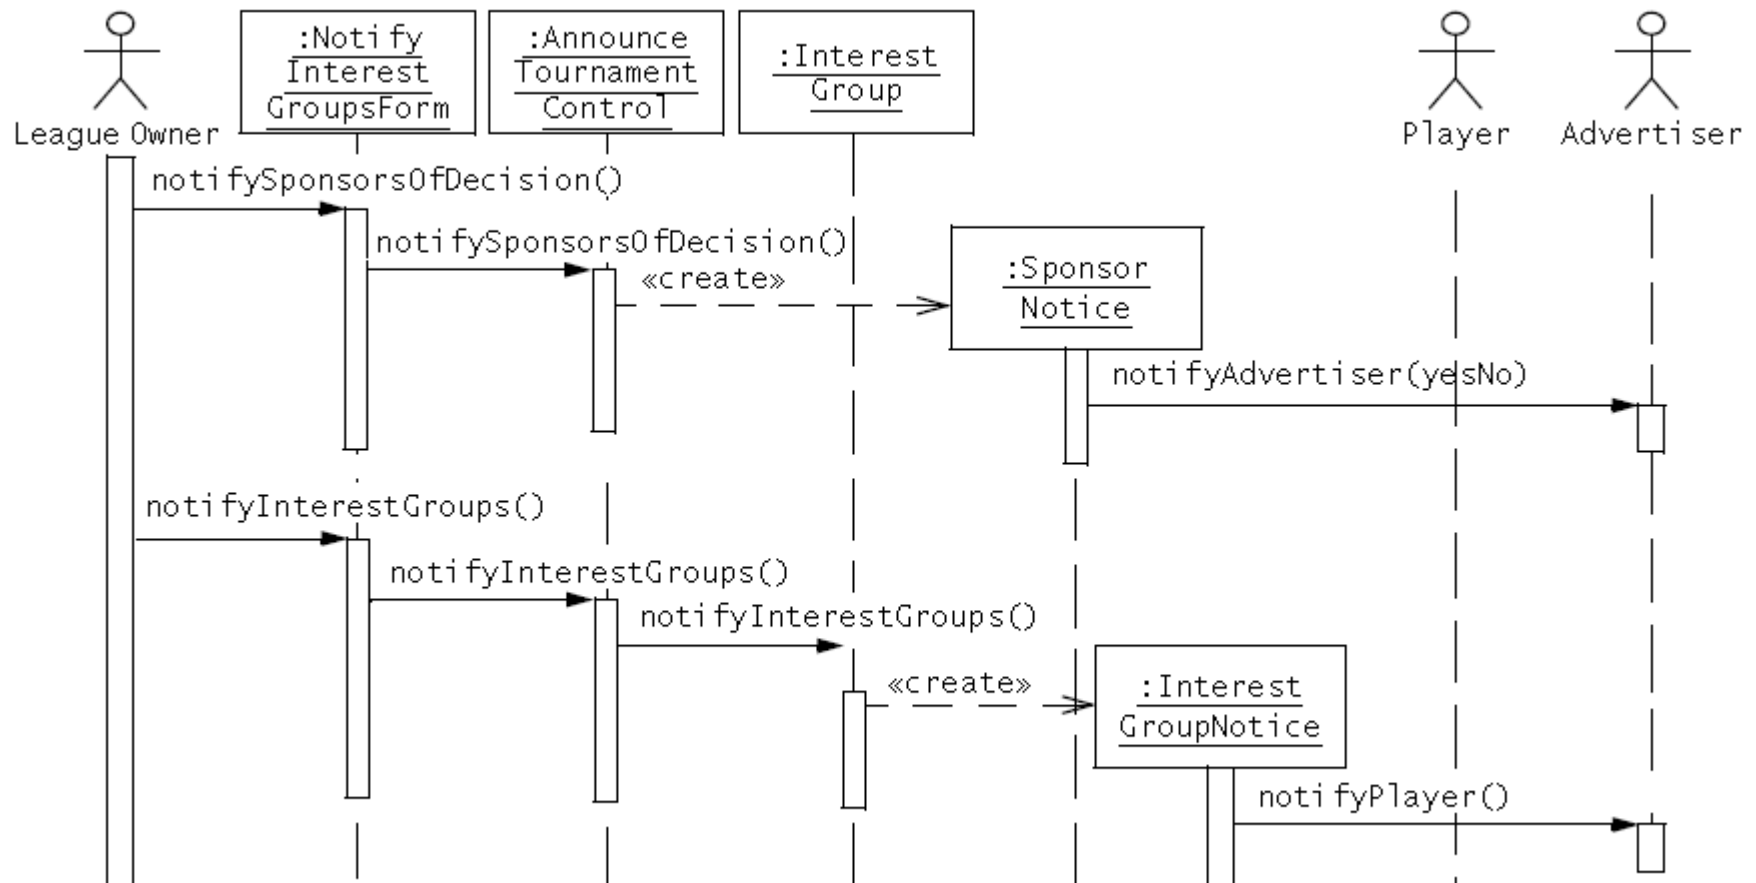 :Notify
Interest
GroupsForm
:Announce
Tournament
Control
:Interest
Group
League Owner
Player
Advertiser
notifySponsorsOfDecision()
notifySponsorsOfDecision()
«create»
:Sponsor
Notice
notifyAdvertiser(yesNo)
notifyInterestGroups()
notifyInterestGroups()
notifyInterestGroups()
«create»
:Interest
GroupNotice
notifyPlayer()